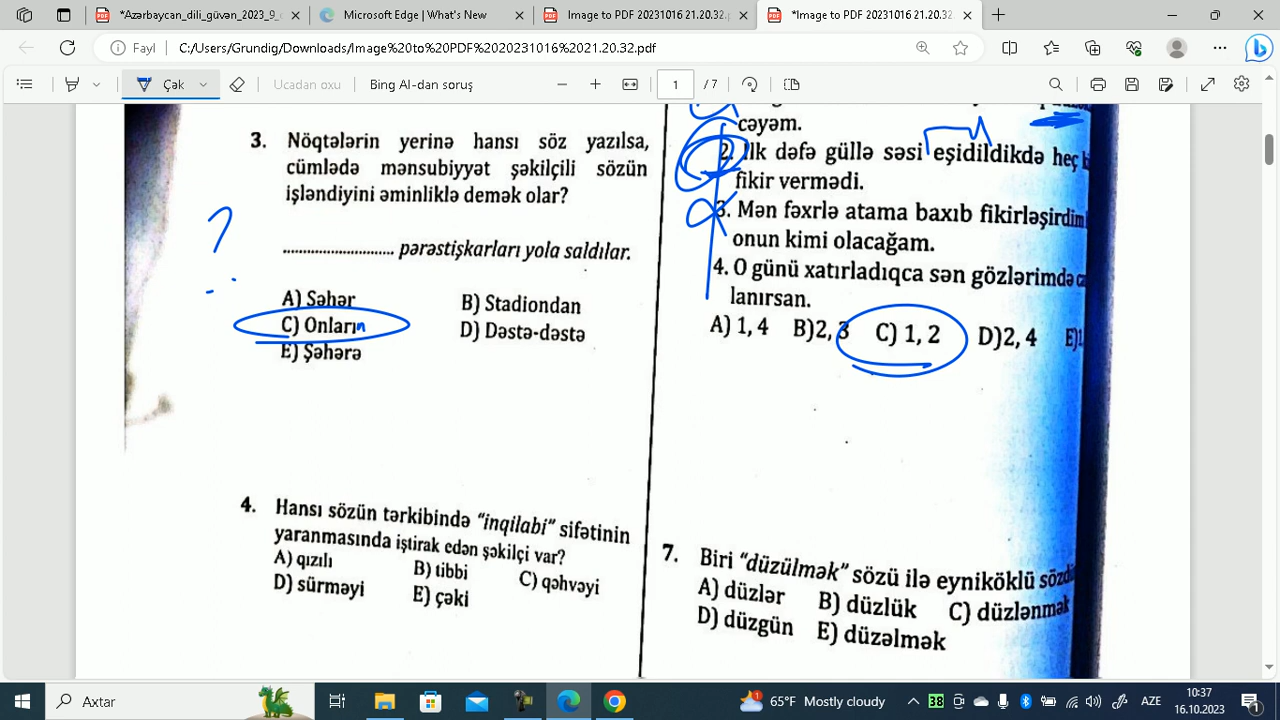 *Azərbaycan_dili_güvən_2023_9_
Microsoft Edge | What's New
Image to PDF 20231016 21.20.32.
*Image to PDF 20231016 21.20.32
Fayl
C:/Users/Grundig/Downloads/Image%20to%20PDF%2020231016%2021.20.32.pdf
Çək
Ucadan oxu
Bing AI-dan soruş
1
/ 7
3. Nöqtələrin yerinə hansı söz yazılsa,
cümlədə mənsubiyyət şəkilçili sözün
işləndiyini əminliklə demək olar?
?
........................... pərəstişkarları yola saldılar.
A) Səhər
B) Stadiondan
C) Onların
D) Dəstə-dəstə
E) Şəhərə
4. Hansı sözün tərkibində "inqilabi" sifətinin
yaranmasında iştirak edən şəkilçi var?
A) qızılı
B) tibbi
C) qəhvəyi
D) sürməyi
E) çəki
cəyəm.
2. İlk dəfə güllə səsi eşidildikdə heç
fikir vermədi.
3. Mən fəxrlə atama baxıb fikirləşirdim
onun kimi olacağam.
4. O günü xatırladıqca sən gözlərimdə
lanırsan.
A) 1, 4 B)2, 3 C) 1, 2 D)2, 4 E)1
7. Biri "düzülmək" sözü ilə eyniköklü
A) düzlər B) düzlük C) düzlənmək
D) düzgün E) düzəlmək
Axtar
65°F Mostly cloudy
38
AZE
10:37
16.10.2023